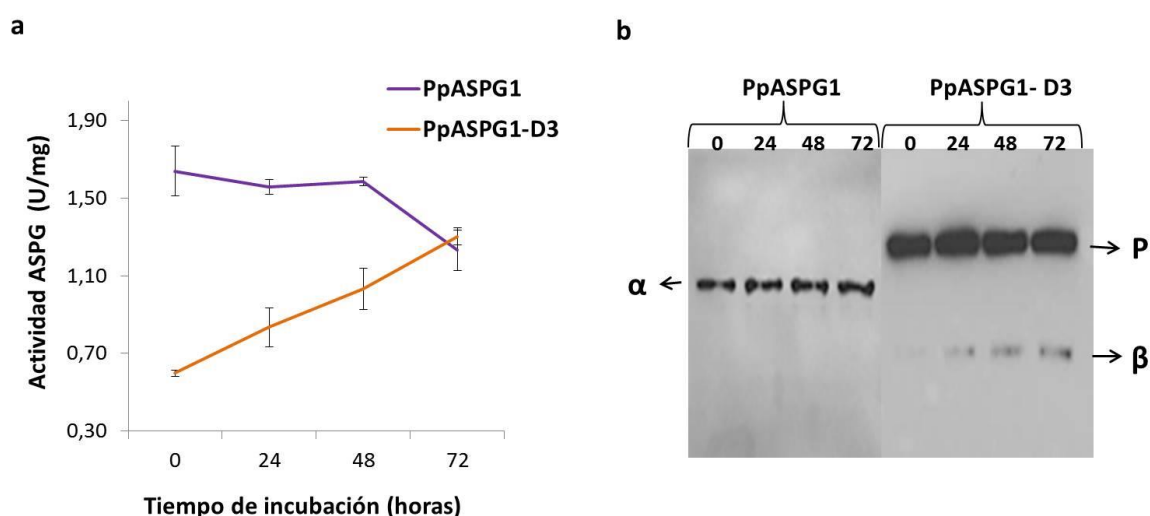 a
PpASPG1
PpASPG1-D3
Actividad ASPG (U/mg)
1,90
1,50
1,10
0,70
0,30
0 24 48 72
Tiempo de incubación (horas)
b
PpASPG1 PpASPG1- D3
0 24 48 72 0 24 48 72
P
α
β